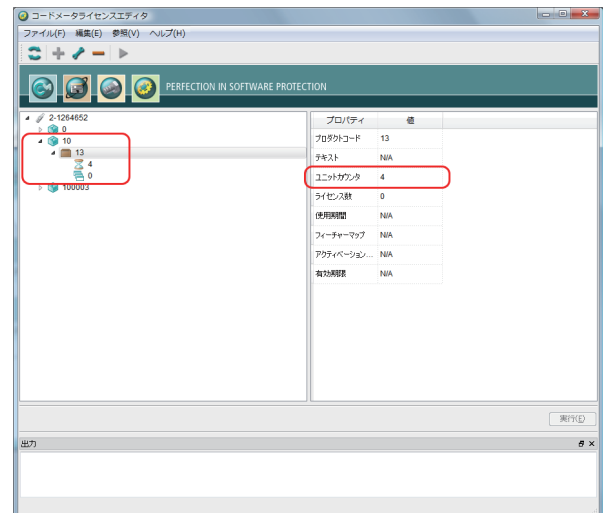 コードメータライセンスエディタ
ファイル(F) 編集(E) 参照(V) ヘルプ(H)
PERFECTION IN SOFTWARE PROTECTION
2-1264652
0
10
13
4
0
100003
プロパティ 値
プロダクトコード 13
テキスト N/A
ユニットカウンタ 4
ライセンス数 0
使用期間 N/A
フィーチャーマップ N/A
アクティベーション... N/A
有効期限 N/A
実行(E)
出力